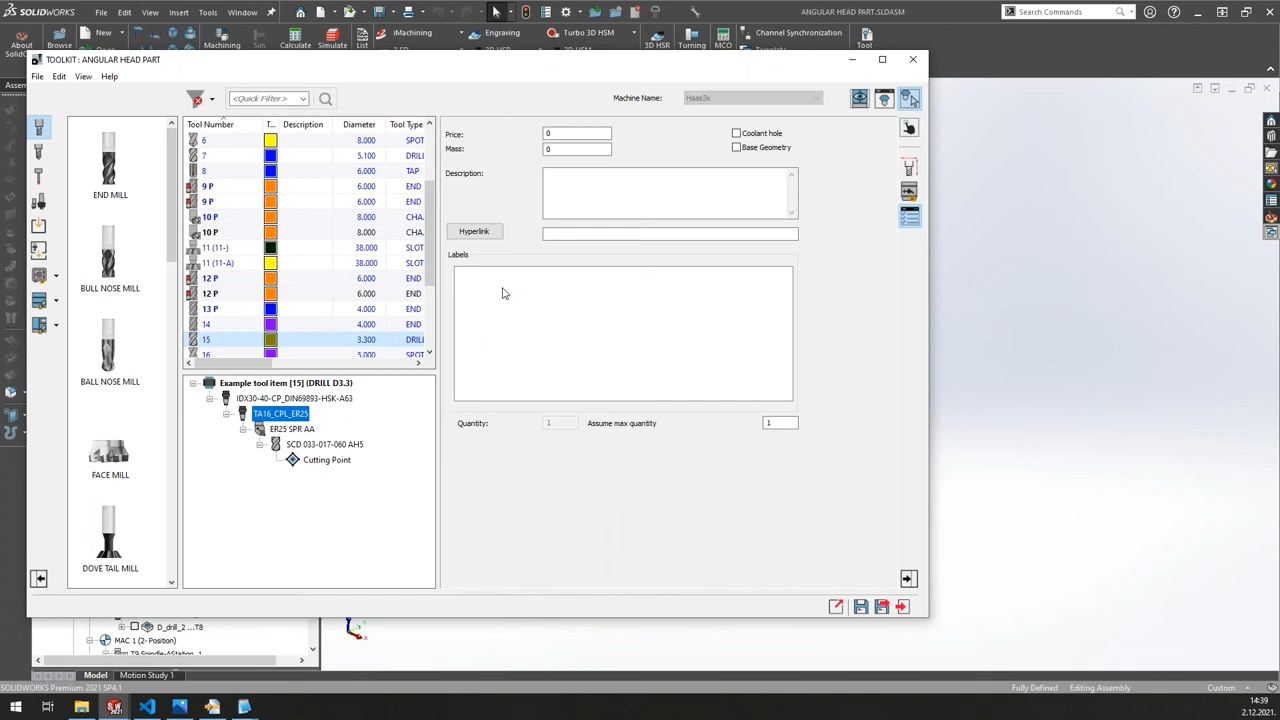 SOLIDWORKS File Edit View Insert Tools Window ANGULAR HEAD PART.SLDASM Search Commands
About Browse New Machining Calculate Simulate List iMachining Engraving Turbo 3D HSM 3D HSR Turning MCO Channel Synchronization Tool
TOOLKIT : ANGULAR HEAD PART
File Edit View Help
<Quick Filter> Machine Name: Haas3x
Tool Number T... Description Diameter Tool Type
6 8.000 SPOT
7 5.100 DRILL
8 6.000 TAP
9 P 6.000 END
9 P 6.000 END
10 P 8.000 CHA.
10 P 8.000 CHA.
11 (11-) 38.000 SLOT
11 (11-A) 38.000 SLOT
12 P 6.000 END
12 P 6.000 END
13 P 4.000 END
14 4.000 END
15 3.300 DRILL
16 5.000 SPOT
END MILL
BULL NOSE MILL
BALL NOSE MILL
FACE MILL
DOVE TAIL MILL
Example tool item [15] (DRILL D3.3)
IDX30-40-CP_DIN69893-HSK-A63
TA16_CPL_ER25
ER25 SPR AA
SCD 033-017-060 AH5
Cutting Point
Price: 0 Coolant hole
Mass: 0 Base Geometry
Description:
Hyperlink
Labels
Quantity: 1 Assume max quantity 1
D_drill_2 ...T8
MAC 1 (2- Position)
Model Motion Study 1
SOLIDWORKS Premium 2021 SP4.1 Fully Defined Editing Assembly Custom
14:39
2.12.2021.